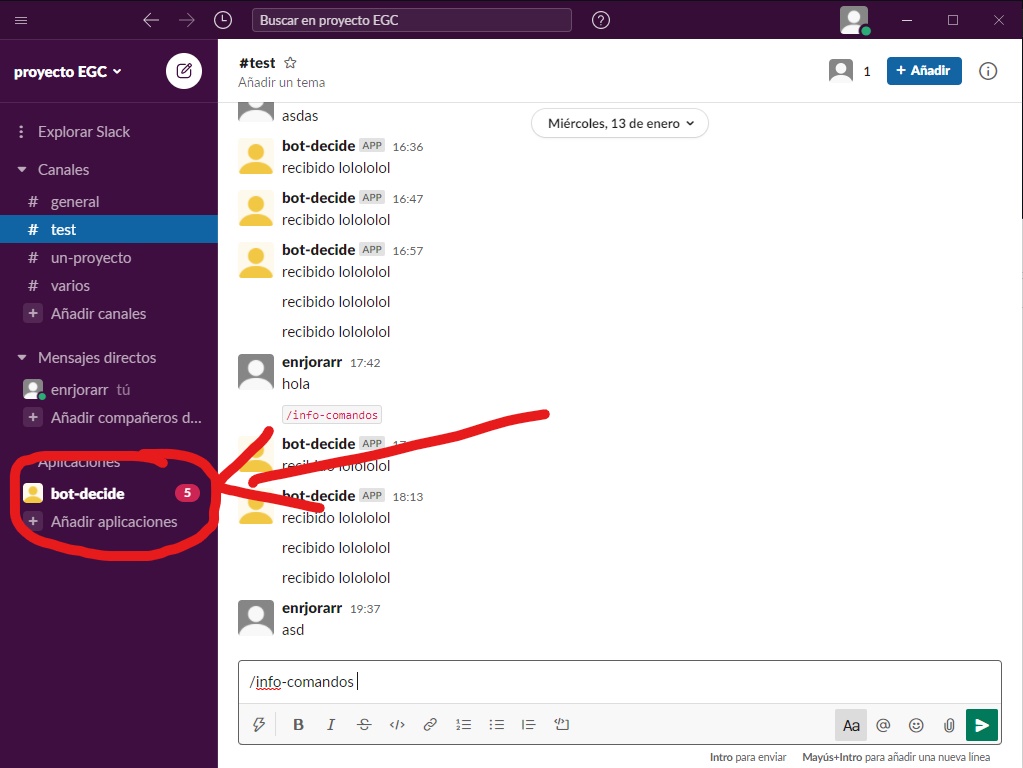 Buscar en proyecto EGC
proyecto EGC
Explorar Slack
Canales
# general
# test
# un-proyecto
# varios
+ Añadir canales
Mensajes directos
enrjorarr tú
+ Añadir compañeros d...
Aplicaciones
bot-decide 5
+ Añadir aplicaciones
#test
Añadir un tema
1
+ Añadir
asdas
Miércoles, 13 de enero
bot-decide APP 16:36
recibido lolololol
bot-decide APP 16:47
recibido lolololol
bot-decide APP 16:57
recibido lolololol
recibido lolololol
recibido lolololol
enrjorarr 17:42
hola
/info-comandos
bot-decide APP
recibido lolololol
bot-decide APP 18:13
recibido lolololol
recibido lolololol
recibido lolololol
enrjorarr 19:37
asd
/info-comandos
B I S Aa @
Intro para enviar Mayús+Intro para añadir una nueva línea